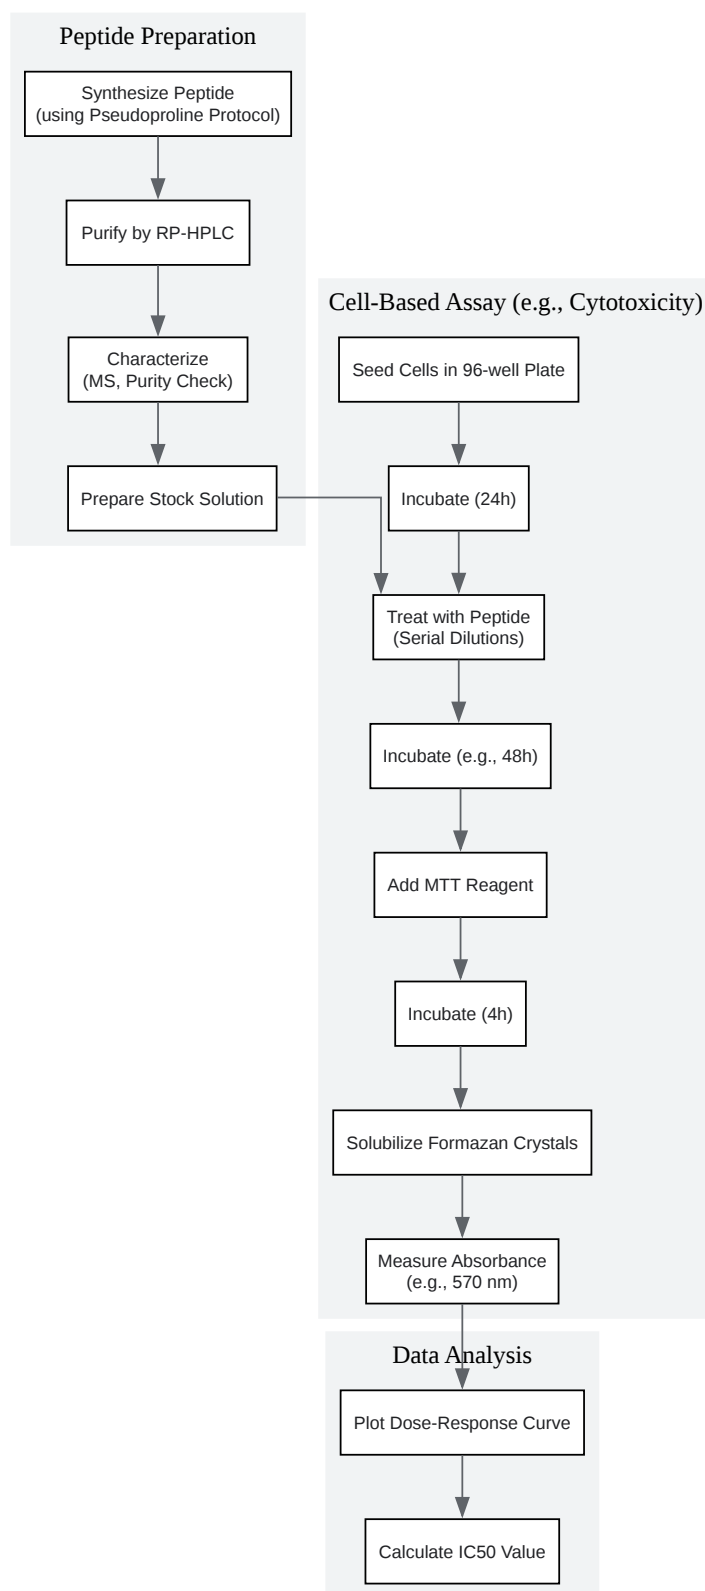 Peptide Preparation
Synthesize Peptide
(using Pseudoproline Protocol)
Purify by RP-HPLC
Characterize
(MS, Purity Check)
Prepare Stock Solution
Cell-Based Assay (e.g., Cytotoxicity)
Seed Cells in 96-well Plate
Incubate (24h)
Treat with Peptide
(Serial Dilutions)
Incubate (e.g., 48h)
Add MTT Reagent
Incubate (4h)
Solubilize Formazan Crystals
Measure Absorbance
(e.g., 570 nm)
Data Analysis
Plot Dose-Response Curve
Calculate IC50 Value